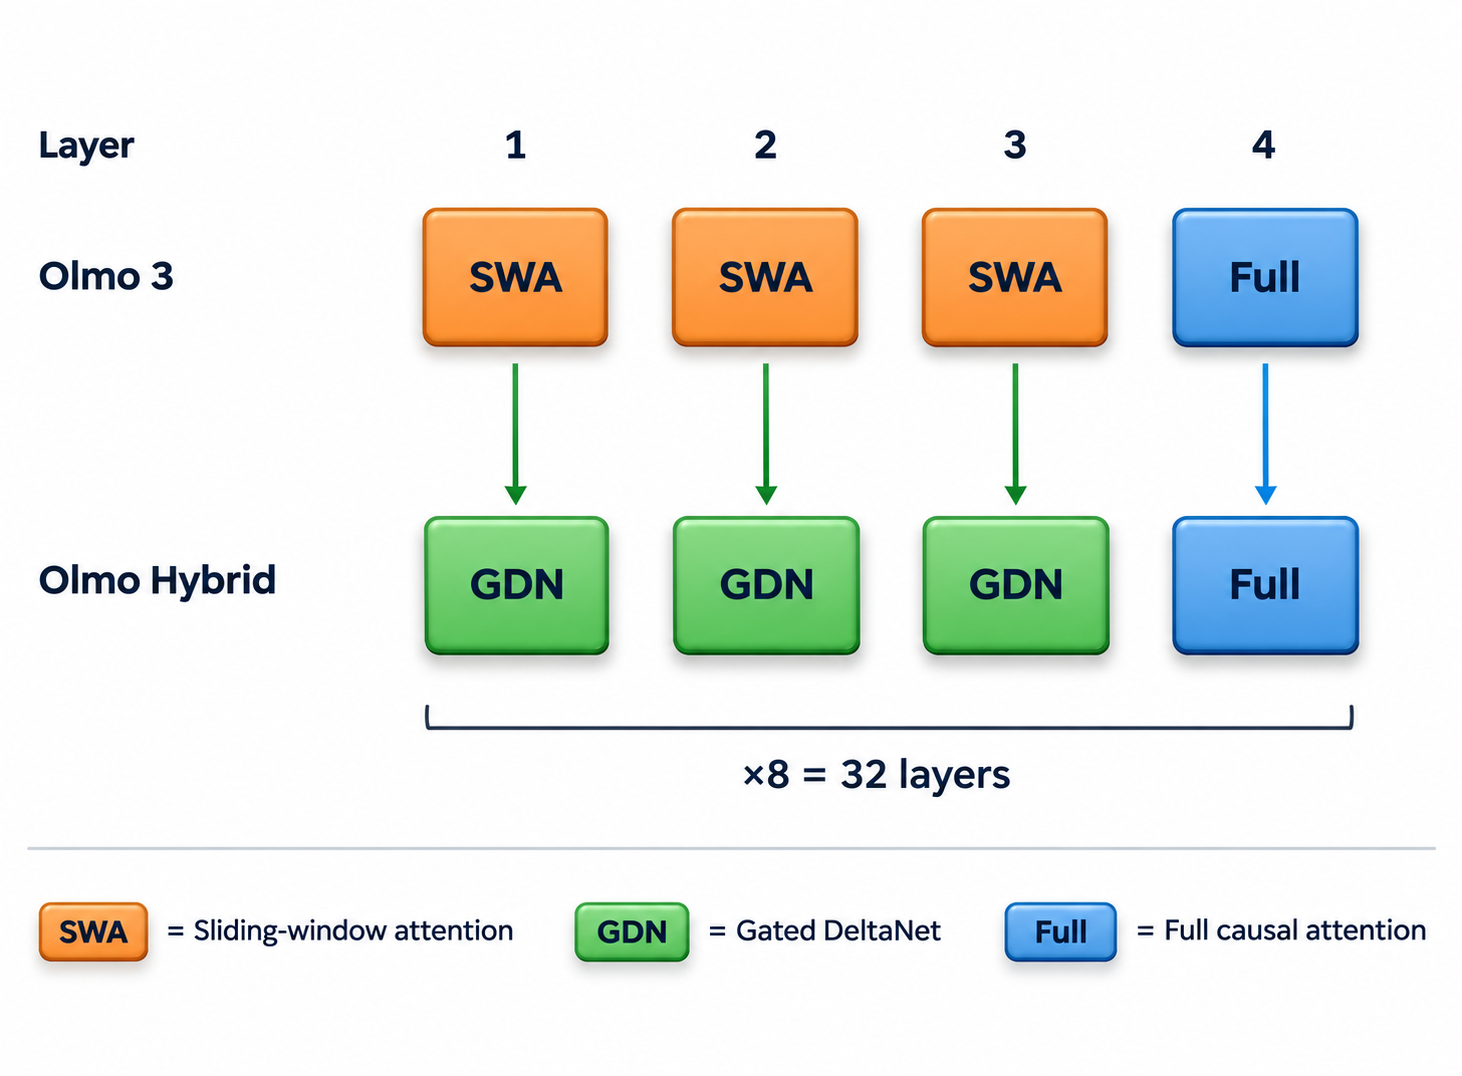 Layer 1 2 3 4
Olmo 3 SWA SWA SWA Full
Olmo Hybrid GDN GDN GDN Full
×8 = 32 layers
SWA = Sliding-window attention GDN = Gated DeltaNet Full = Full causal attention